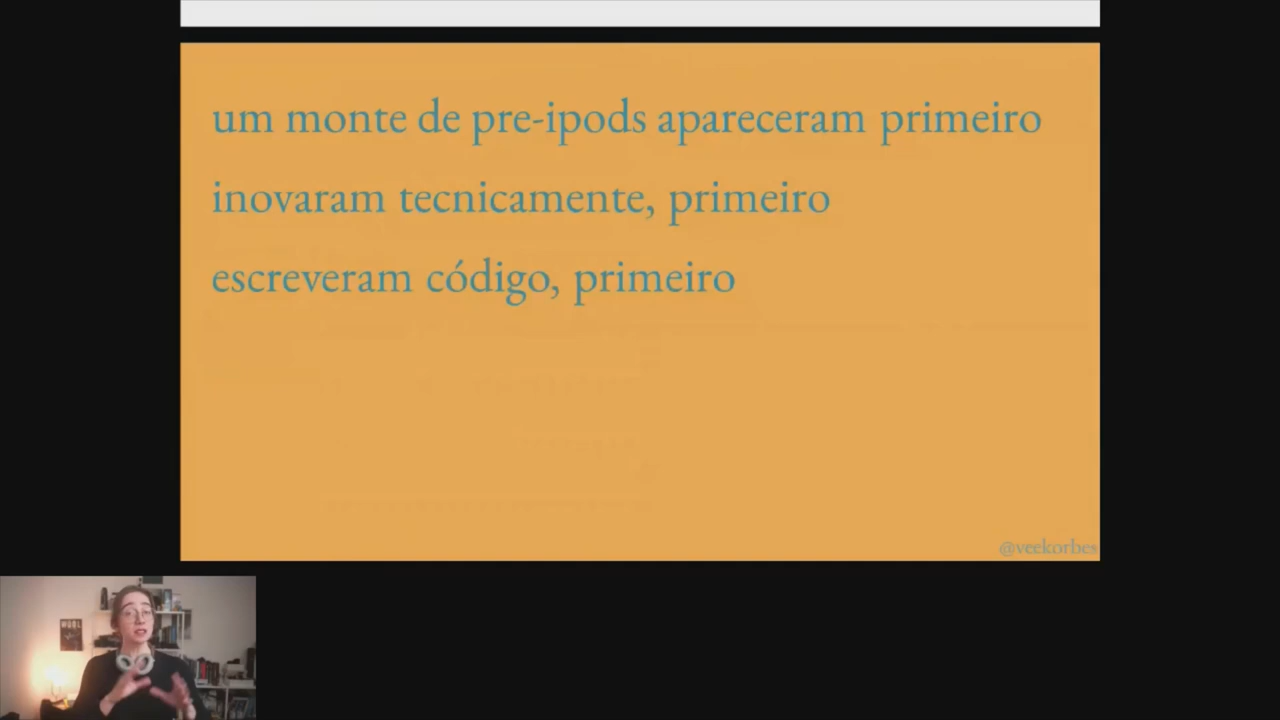 um monte de pre-ipods apareceram primeiro
inovaram tecnicamente, primeiro
escreveram código, primeiro
@veekorbes